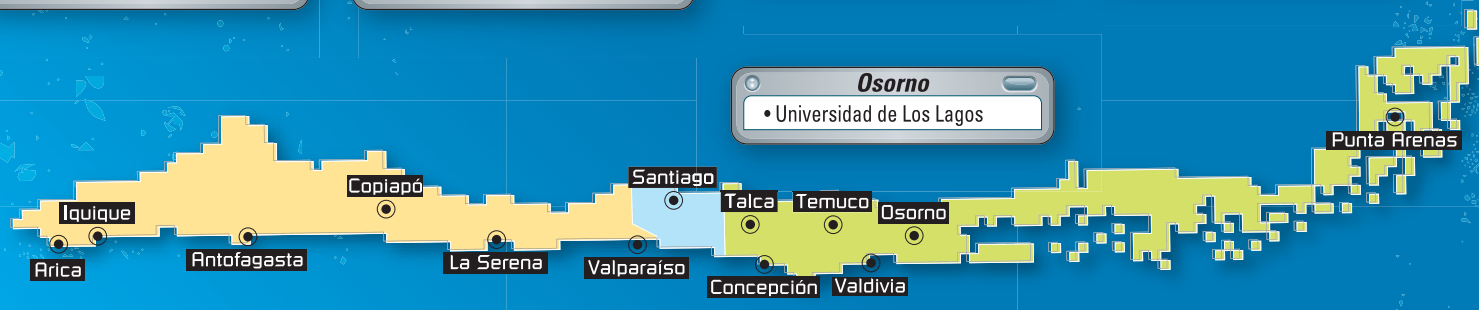 Osorno
• Universidad de Los Lagos
Punta Arenas
Santiago
Copiapó
Talca
Temuco
Iquique
Osorno
Arica
Antofagasta
La Serena
Valparaíso
Concepción
Valdivia